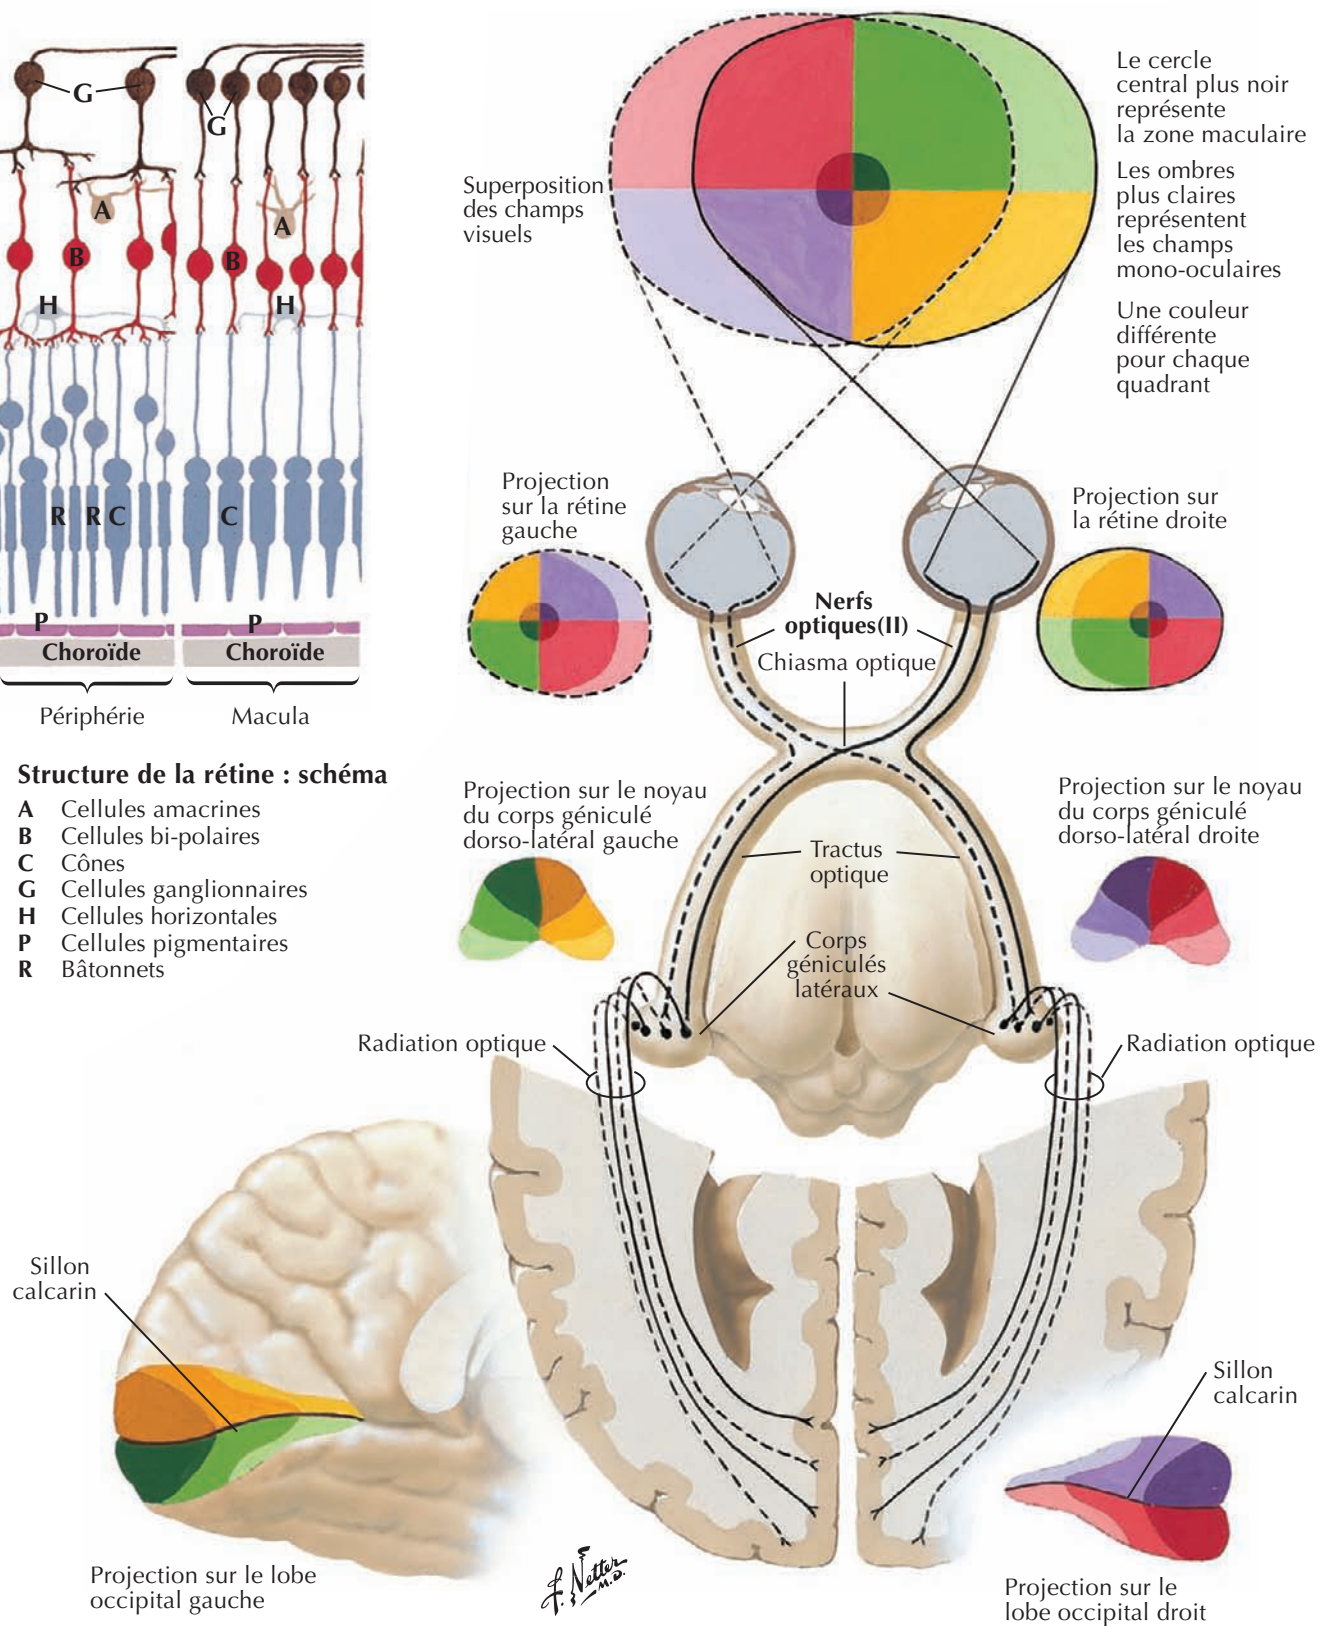 G
G
A
A
B
B
H
H
R
R
C
C
P
P
Choroïde
Choroïde
Périphérie
Macula
Structure de la rétine : schéma
A Cellules amacrines
B Cellules bi-polaires
C Cônes
G Cellules ganglionnaires
H Cellules horizontales
P Cellules pigmentaires
R Bâtonnets
Superposition
des champs
visuels
Le cercle
central plus noir
représente
la zone maculaire
Les ombres
plus claires
représentent
les champs
mono-oculaires
Une couleur
différente
pour chaque
quadrant
Projection
sur la rétine
gauche
Projection sur
la rétine droite
Nerfs
optiques(II)
Chiasma optique
Projection sur le noyau
du corps géniculé
dorso-latéral gauche
Projection sur le noyau
du corps géniculé
dorso-latéral droite
Tractus
optique
Corps
géniculés
latéraux
Radiation optique
Radiation optique
Sillon
calcarin
Sillon
calcarin
Projection sur le lobe
occipital gauche
F. Netter
M.D.
Projection sur le
lobe occipital droit